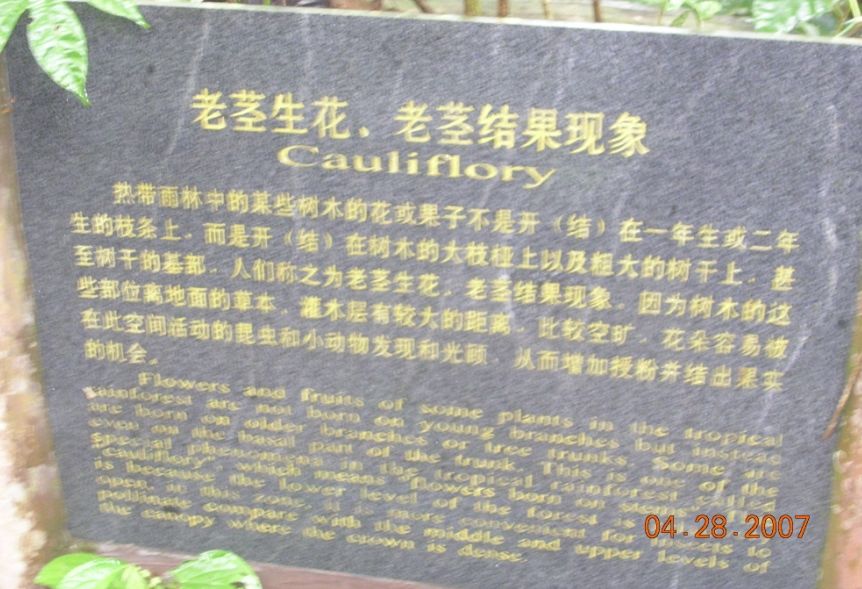 老茎生花、老茎结果现象
Cauliflory
热带雨林中的某些树木的花或果子不是开（结）在一年生或二年
生的枝条上，而是开（结）在树木的大枝桠上以及粗大的树干上，甚
至树干的基部，人们称之为老茎生花，老茎结果现象。因为树木的这
些部位离地面的草本，灌木层有较大的距离，比较空旷，花朵容易被
在此空间活动的昆虫和小动物发现和光顾，从而增加授粉并结出果实
的机会。
Flowers and fruits of some plants in the tropical
rainforest are not born on young branches but instead
are born on older branches or tree trunks. Some are
even on the basal part of the trunk. This is one of the
special phenomena in the tropical rainforest called
"cauliflory", which means "flowers born on
is because the lower level of the forest is
open. in this zone, it is more convenient for insects to
pollinate compare with the middle and upper levels of
the canopy where the crown is dense.
04.28.2007